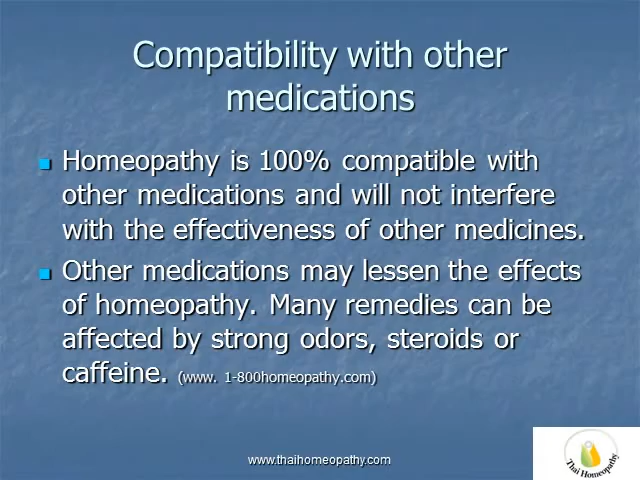 Compatibility with other
medications
Homeopathy is 100% compatible with
other medications and will not interfere
with the effectiveness of other medicines.
Other medications may lessen the effects
of homeopathy. Many remedies can be
affected by strong odors, steroids or
caffeine. (www. 1-800homeopathy.com)
www.thaihomeopathy.com
Thai Homeopathy